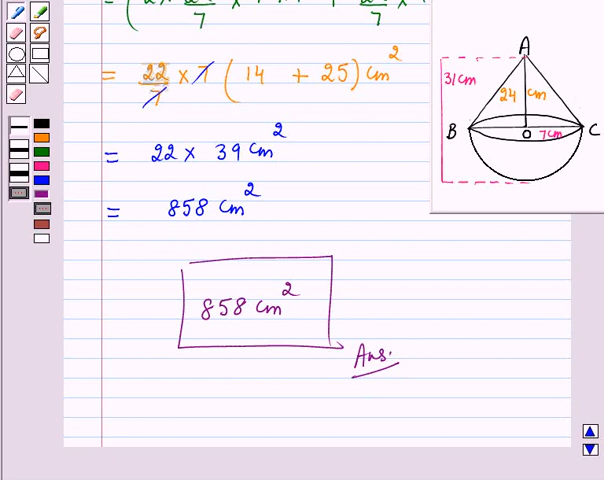 = 22/7 × 7 ( 14 + 25 ) cm²
= 22 × 39 cm²
= 858 cm²
858 cm²
Ans.
A
31cm
24 cm
B
O
7cm
C